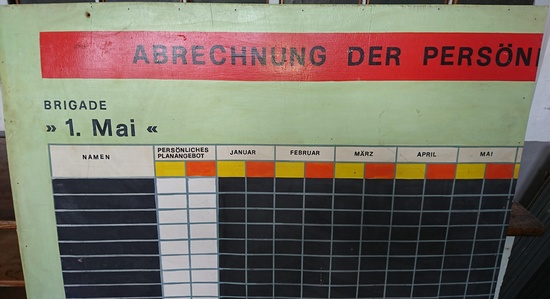 ABRECHNUNG DER PERSÖN
BRIGADE
» 1. Mai «
NAMEN PERSÖNLICHES PLANANGEBOT JANUAR FEBRUAR MÄRZ APRIL MAI